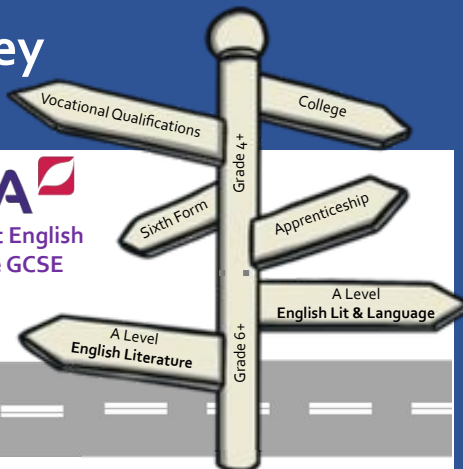 ey
Vocational Qualifications
College
Grade 4+
A
t English
e GCSE
Sixth Form
Apprenticeship
A Level
English Lit & Language
A Level
English Literature
Grade 6+